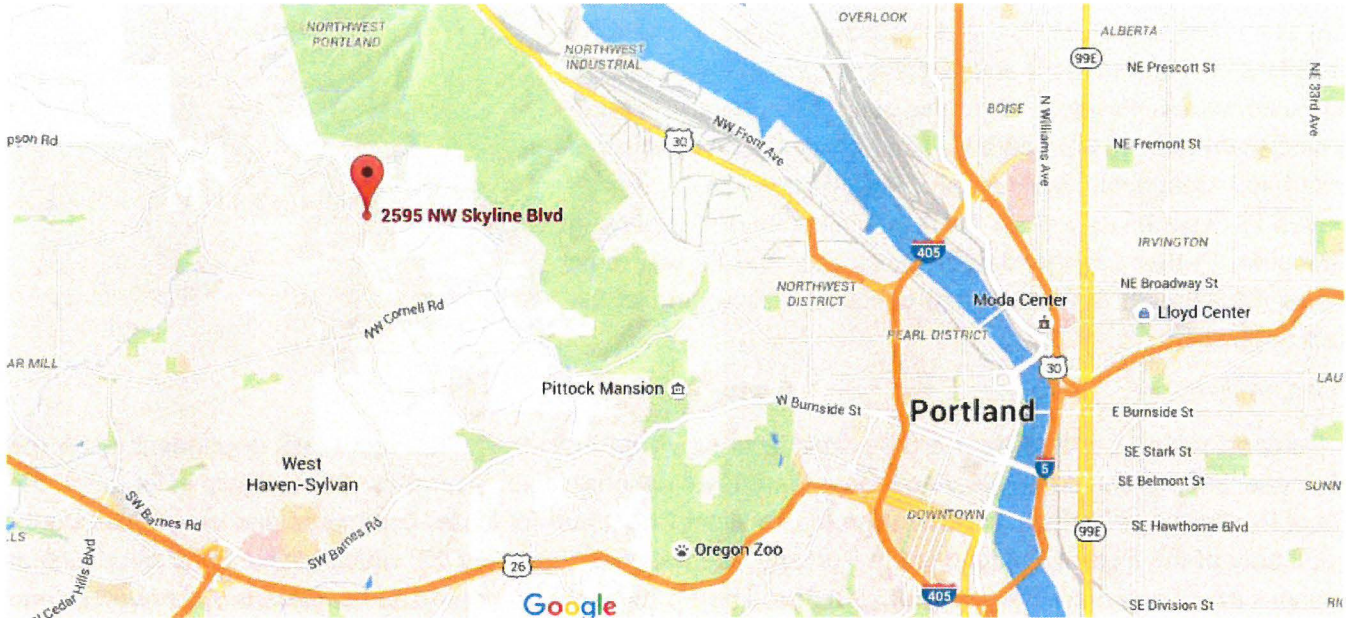 OVERLOOK
NORTHWEST
PORTLAND
ALBERTA
NORTHWEST
INDUSTRIAL
99E
NE Prescott St
NE 33rd Ave
BOISE
N Williams Ave
NW Front Ave
pson Rd
30
NE Fremont St
2595 NW Skyline Blvd
IRVINGTON
405
NE Broadway St
NORTHWEST
DISTRICT
Moda Center
Lloyd Center
NW Cornell Rd
PEARL DISTRICT
AR MILL
30
LAU
Pittock Mansion
W Burnside St
Portland
E Burnside St
SE Stark St
West
Haven-Sylvan
5
SE Belmont St
SUNN
SW Barnes Rd
DOWNTOWN
SE Hawthorne Blvd
LLS
SW Barnes Rd
99E
Oregon Zoo
26
W Cedar Hills Blvd
405
Google
SE Division St
RI